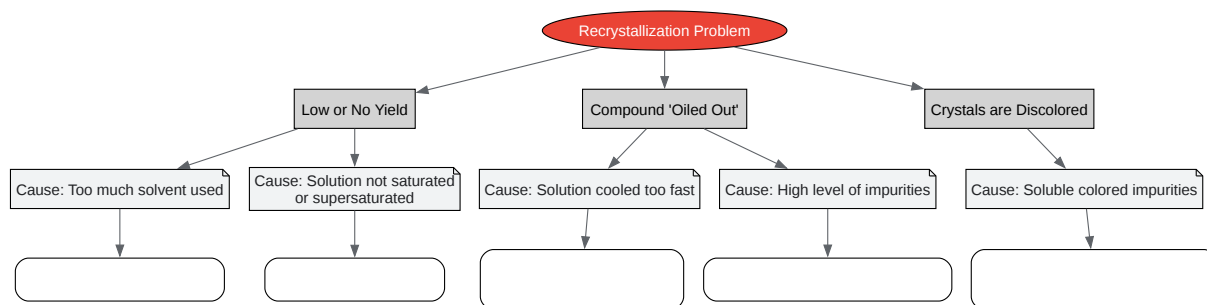 Recrystallization Problem
Low or No Yield
Compound 'Oiled Out'
Crystals are Discolored
Cause: Too much solvent used
Cause: Solution not saturated
or supersaturated
Cause: Solution cooled too fast
Cause: High level of impurities
Cause: Soluble colored impurities